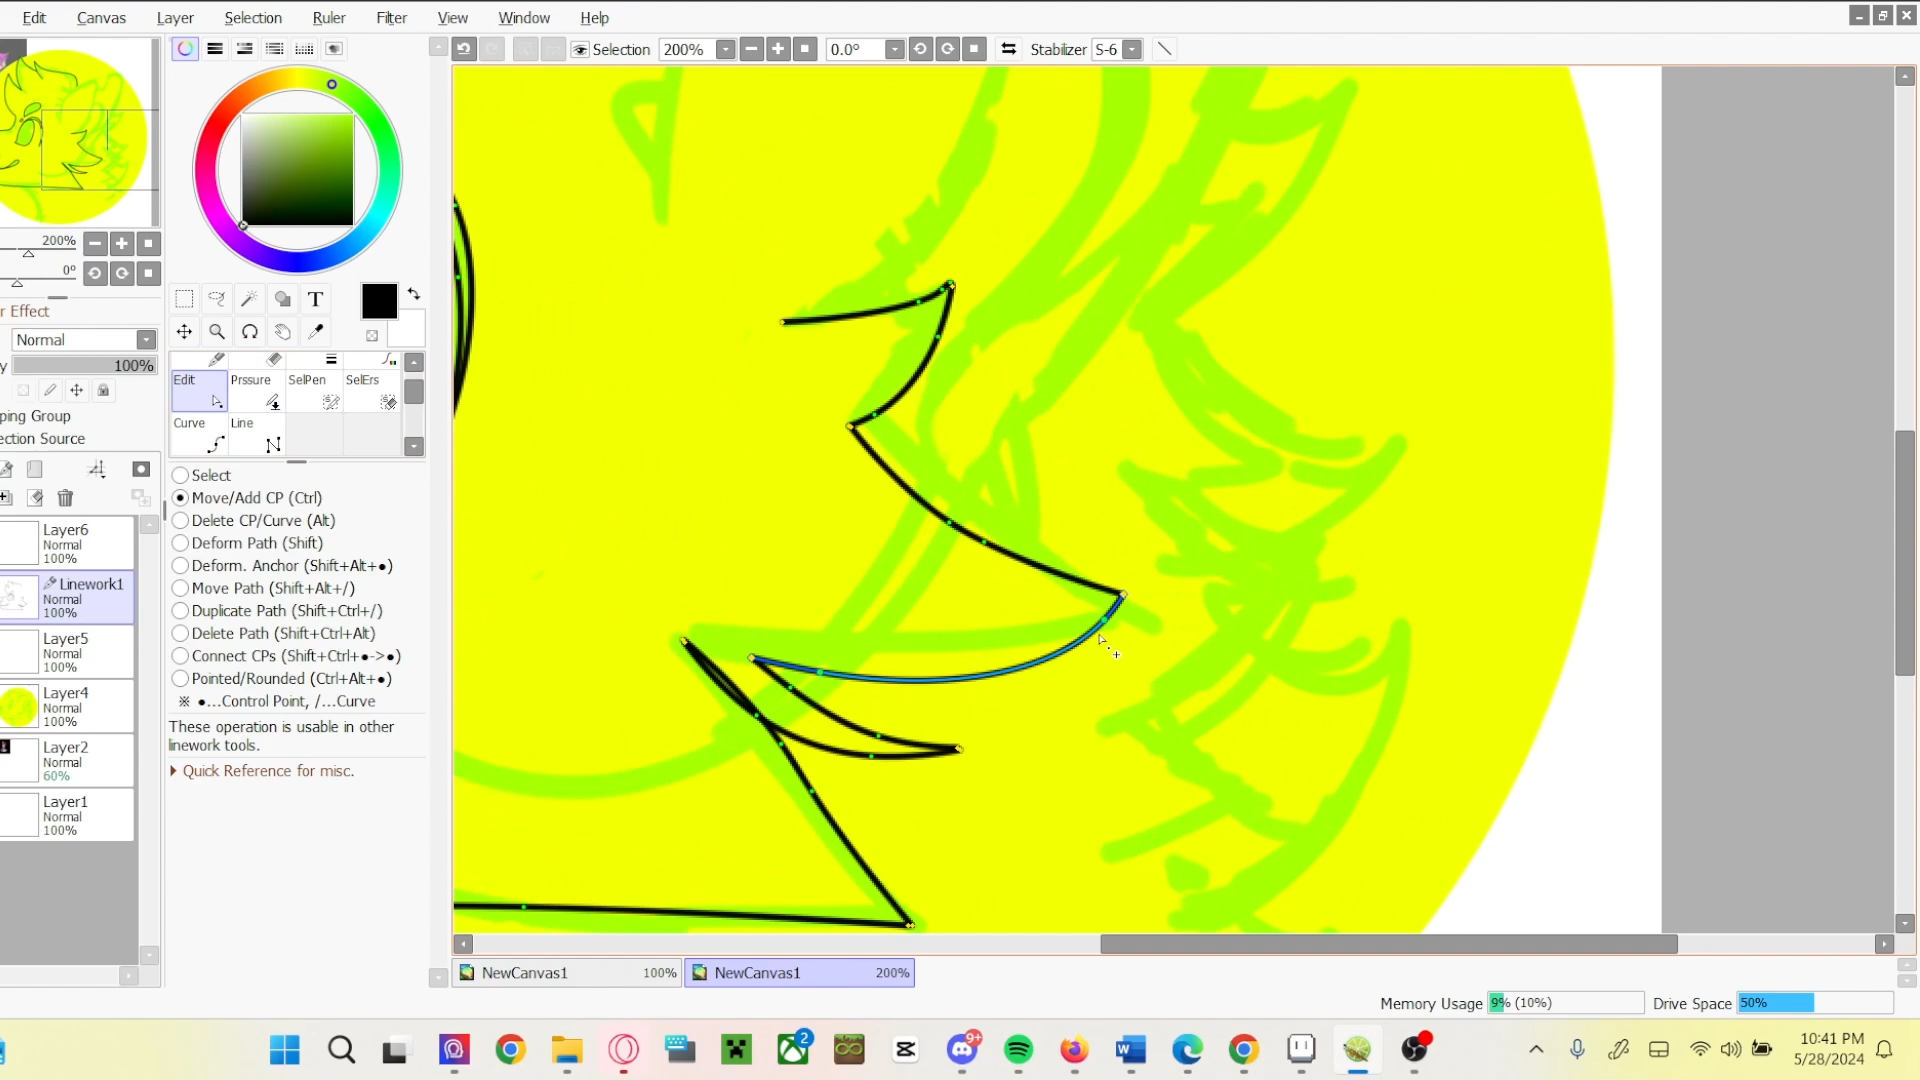 Edit Canvas Layer Selection Ruler Filter View Window Help
Selection 200% 0.0° Stabilizer S-6
200%
0°
r Effect
Normal
y 100%
ping Group
ection Source
T
Edit Prssure SelPen SelErs
Curve Line
Select
Move/Add CP (Ctrl)
Delete CP/Curve (Alt)
Deform Path (Shift)
Deform. Anchor (Shift+Alt+●)
Move Path (Shift+Alt+/)
Duplicate Path (Shift+Ctrl+/)
Delete Path (Shift+Ctrl+Alt)
Connect CPs (Shift+Ctrl+●->●)
Pointed/Rounded (Ctrl+Alt+●)
※ ●...Control Point, /...Curve
These operation is usable in other
linework tools.
Quick Reference for misc.
Layer6
Normal
100%
Linework1
Normal
100%
Layer5
Normal
100%
Layer4
Normal
100%
Layer2
Normal
60%
Layer1
Normal
100%
NewCanvas1 100% NewCanvas1 200%
Memory Usage 9% (10%) Drive Space 50%
2
9+
W
10:41 PM
5/28/2024